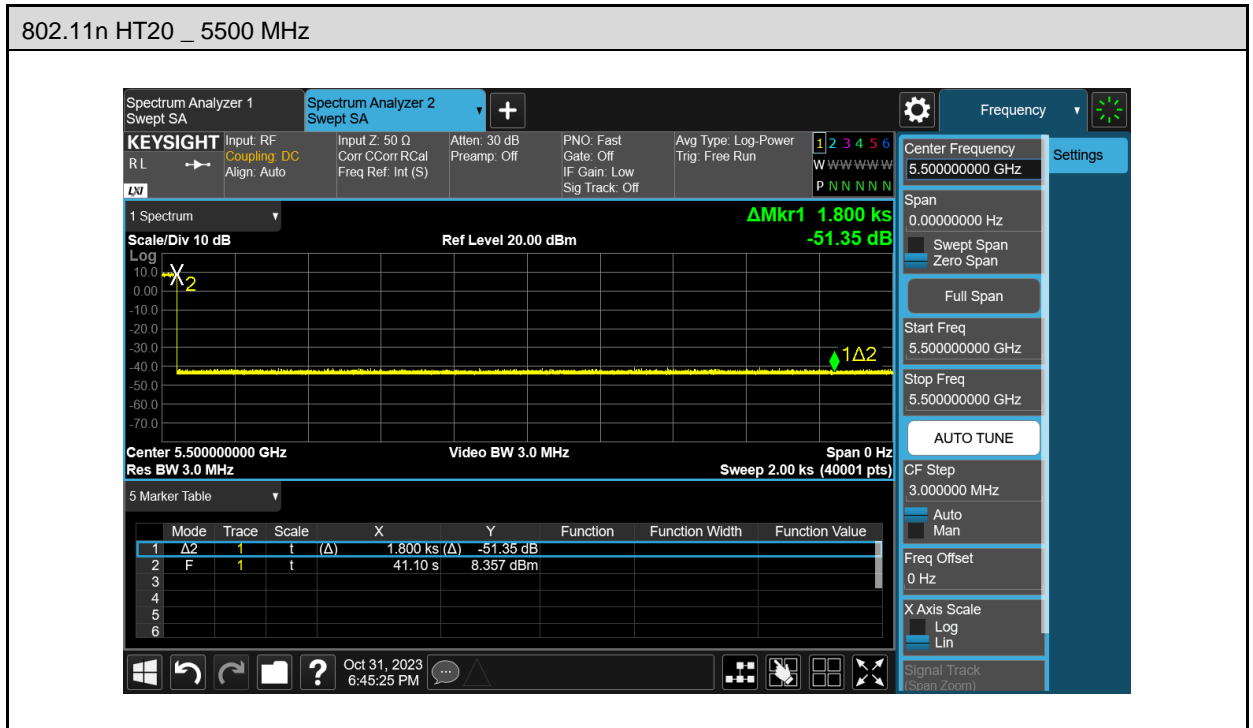 802.11n HT20 _ 5500 MHz
Spectrum Analyzer 1
Swept SA
Spectrum Analyzer 2
Swept SA
Frequency
KEYSIGHT
RL
LXI
Input: RF
Coupling: DC
Align: Auto
Input Z: 50 Ω
Corr CCorr RCal
Freq Ref: Int (S)
Atten: 30 dB
Preamp: Off
PNO: Fast
Gate: Off
IF Gain: Low
Sig Track: Off
Avg Type: Log-Power
Trig: Free Run
1 2 3 4 5 6
W W W W W W
P N N N N N
1 Spectrum
ΔMkr1 1.800 ks
-51.35 dB
Scale/Div 10 dB
Ref Level 20.00 dBm
Log
10.0
0.00
-10.0
-20.0
-30.0
-40.0
-50.0
-60.0
-70.0
X2
1Δ2
Center 5.500000000 GHz
Video BW 3.0 MHz
Span 0 Hz
Res BW 3.0 MHz
Sweep 2.00 ks (40001 pts)
5 Marker Table
Mode Trace Scale X Y Function Function Width Function Value
1 Δ2 1 t (Δ) 1.800 ks (Δ) -51.35 dB
2 F 1 t 41.10 s 8.357 dBm
3
4
5
6
Oct 31, 2023
6:45:25 PM
Center Frequency
5.500000000 GHz
Settings
Span
0.00000000 Hz
Swept Span
Zero Span
Full Span
Start Freq
5.500000000 GHz
Stop Freq
5.500000000 GHz
AUTO TUNE
CF Step
3.000000 MHz
Auto
Man
Freq Offset
0 Hz
X Axis Scale
Log
Lin
Signal Track
(Span Zoom)